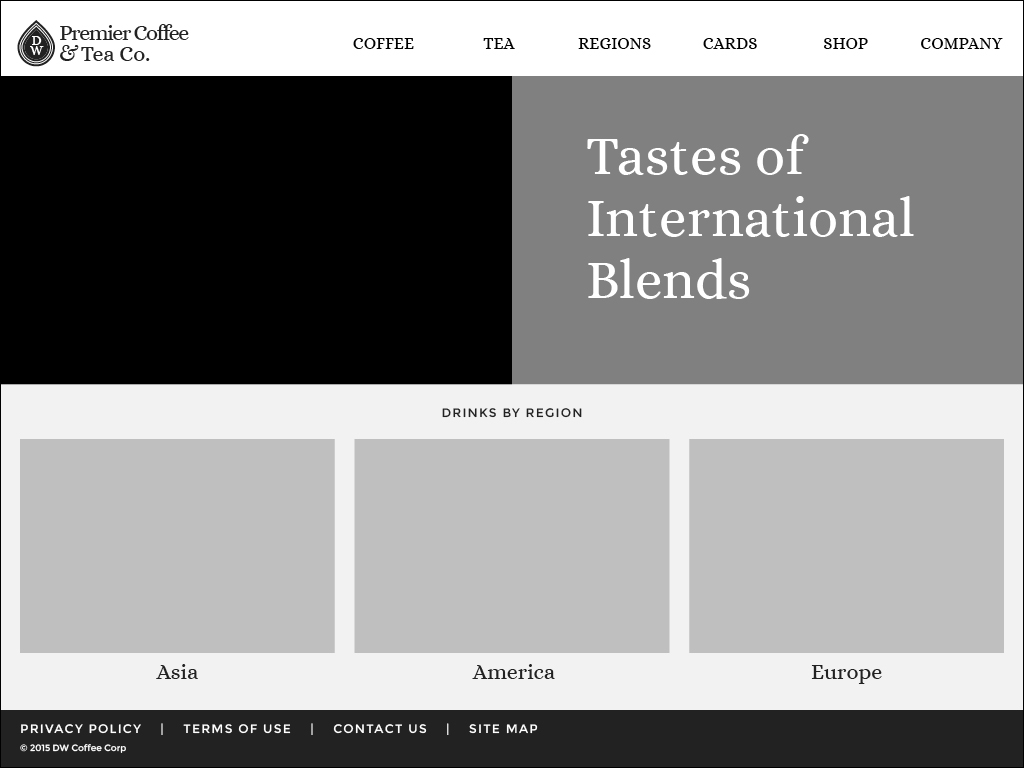 DW
Premier Coffee
& Tea Co.
COFFEE TEA REGIONS CARDS SHOP COMPANY
Tastes of
International
Blends
DRINKS BY REGION
Asia America Europe
PRIVACY POLICY | TERMS OF USE | CONTACT US | SITE MAP
© 2015 DW Coffee Corp